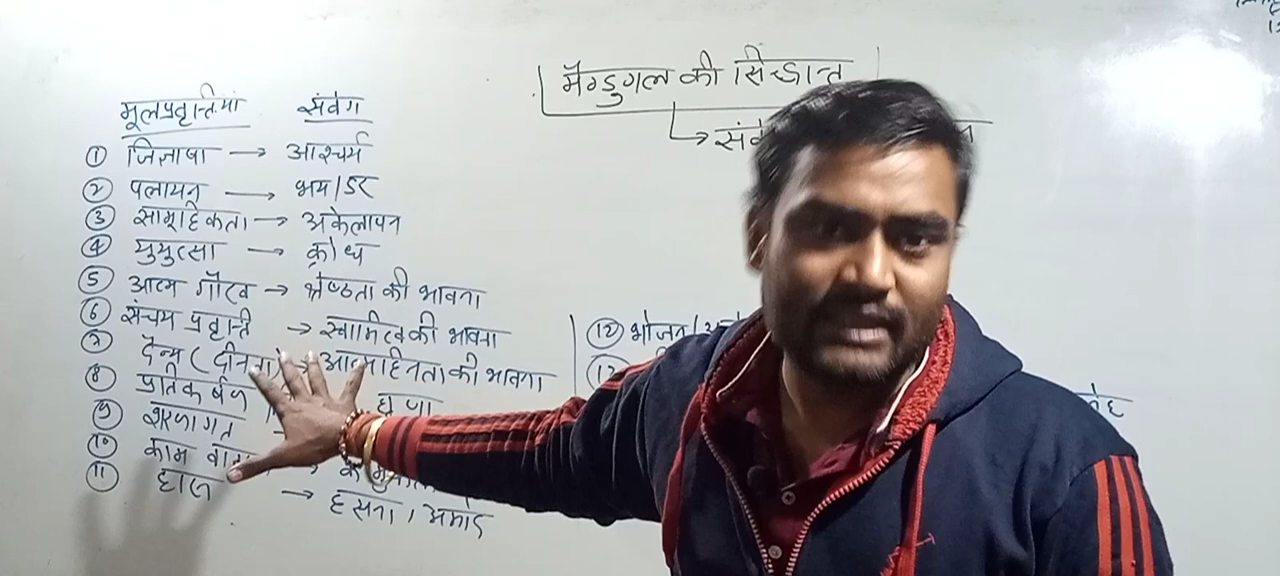 मैग्डुगल की सिद्धान्त
मूलप्रवृत्तियां संवेग
① जिज्ञाषा → आश्चर्य
② पलायन → भय/डर
③ सामूहिकता → अकेलापन
④ युयुत्सा → क्रोध
⑤ आत्म गौरव → श्रेष्ठता की भावना
⑥ संचय प्रवृत्ति → स्वामित्व की भावना
⑦ दैन्य (दीनता) → आत्महिनता की भावना
⑧ प्रतिकर्षण घृणा
⑨ शरणागत
⑩ काम
⑪ हास → हसना, अमोद
⑫ भोजन